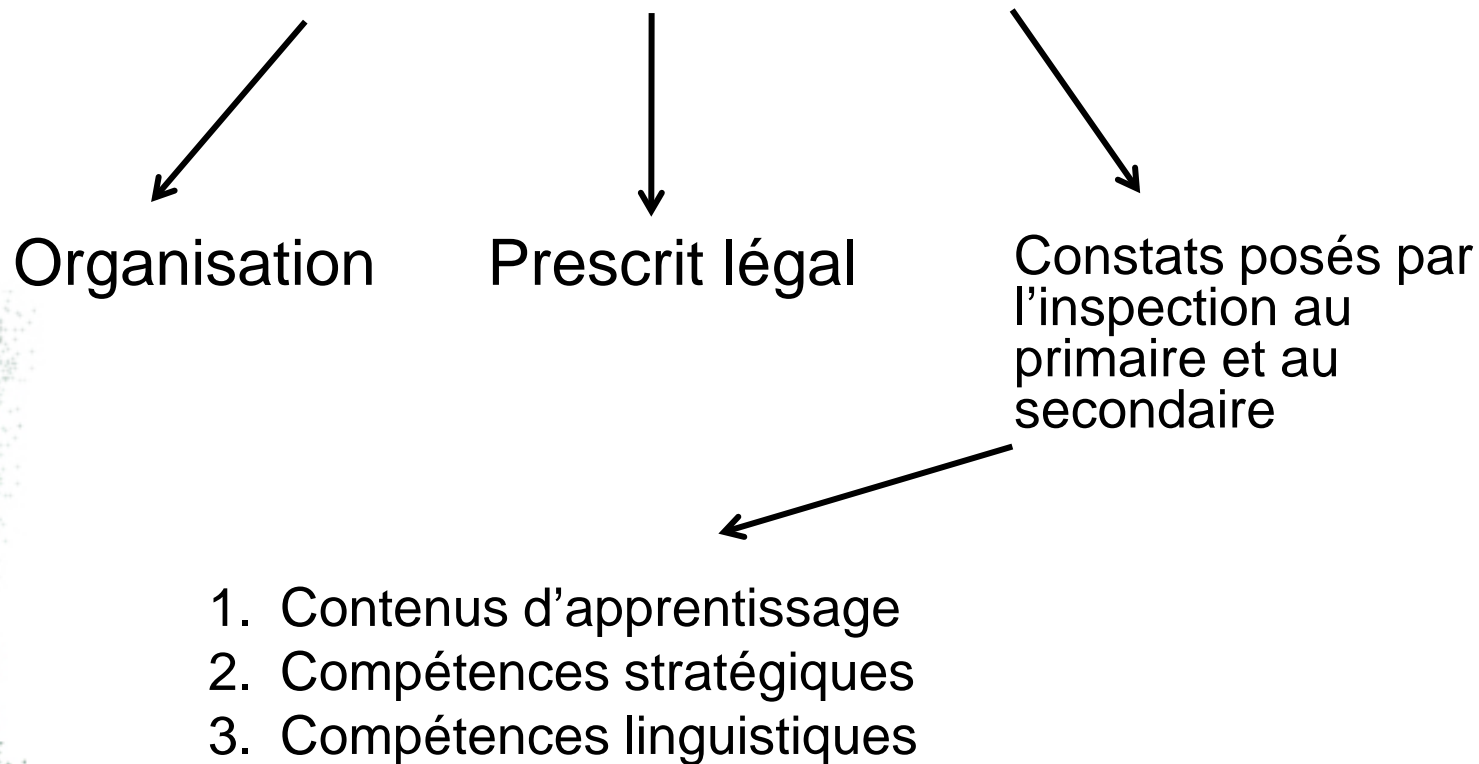 Organisation
Prescrit légal
Constats posés par
l’inspection au
primaire et au
secondaire
1. Contenus d’apprentissage
2. Compétences stratégiques
3. Compétences linguistiques